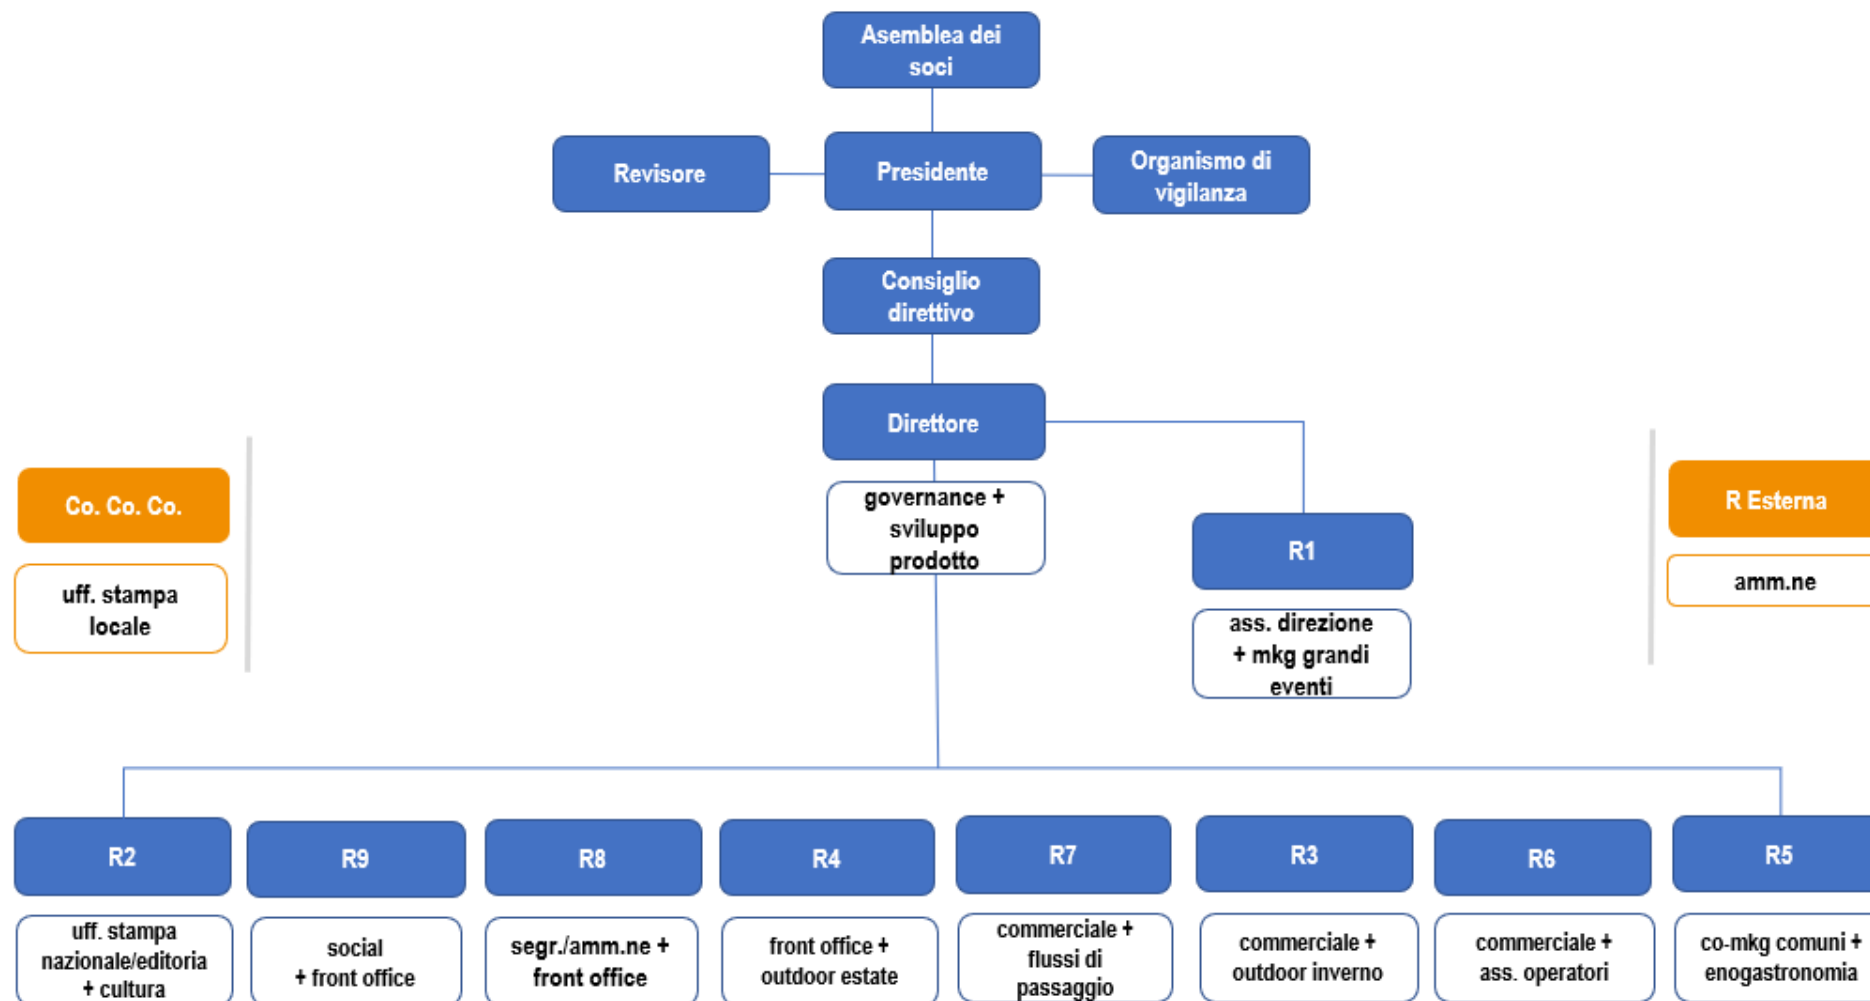 Asemblea dei
soci
Revisore
Presidente
Organismo di
vigilanza
Consiglio
direttivo
Direttore
governance +
sviluppo
prodotto
Co. Co. Co.
uff. stampa
locale
R1
ass. direzione
+ mkg grandi
eventi
R Esterna
amm.ne
R2
uff. stampa
nazionale/editoria
+ cultura
R9
social
+ front office
R8
segr./amm.ne +
front office
R4
front office +
outdoor estate
R7
commerciale +
flussi di
passaggio
R3
commerciale +
outdoor inverno
R6
commerciale +
ass. operatori
R5
co-mkg comuni +
enogastronomia